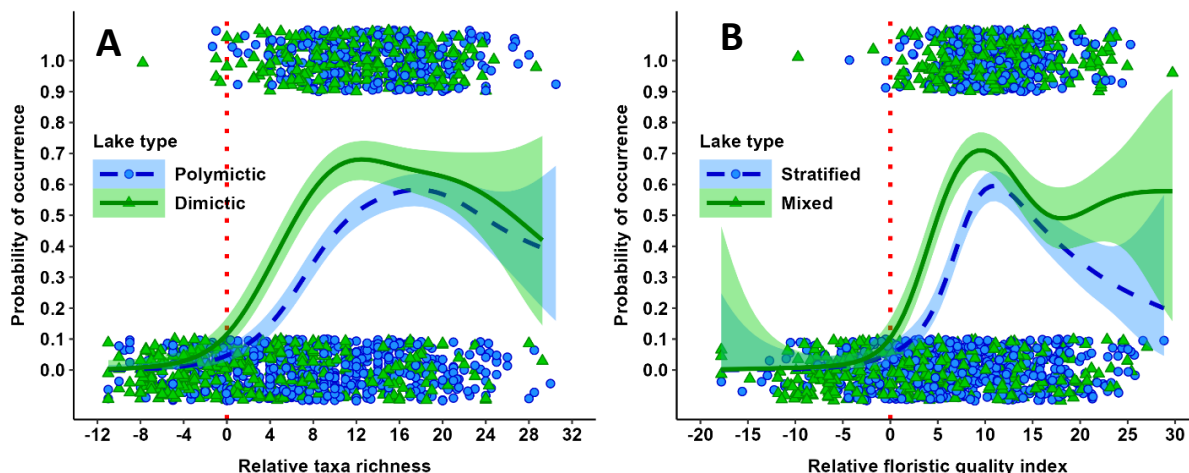 A
Probability of occurrence
1.0
0.9
0.8
0.7
0.6
0.5
0.4
0.3
0.2
0.1
0.0
Lake type
Polymictic
Dimictic
-12 -8 -4 0 4 8 12 16 20 24 28 32
Relative taxa richness
B
Probability of occurrence
1.0
0.9
0.8
0.7
0.6
0.5
0.4
0.3
0.2
0.1
0.0
Lake type
Stratified
Mixed
-20 -15 -10 -5 0 5 10 15 20 25 30
Relative floristic quality index